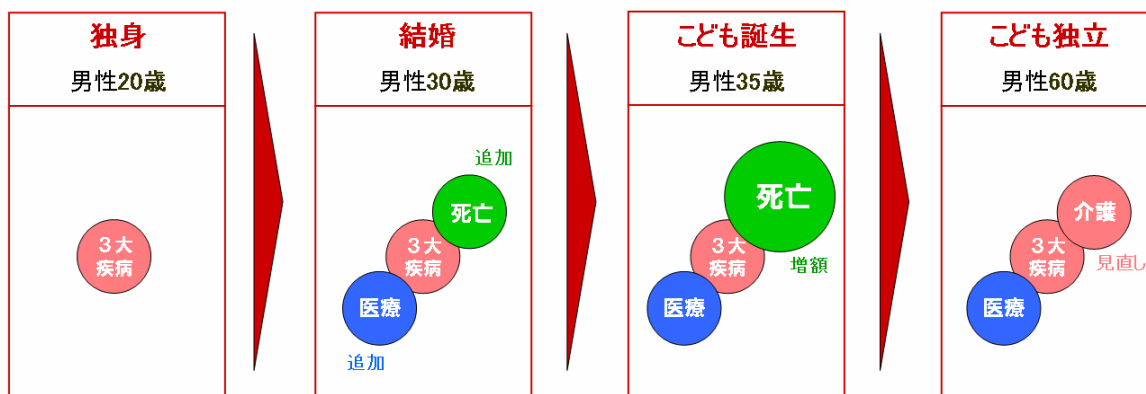 独身
男性20歳
3大
疾病
結婚
男性30歳
追加
死亡
3大
疾病
医療
追加
こども誕生
男性35歳
死亡
3大
疾病
増額
医療
こども独立
男性60歳
介護
3大
疾病
見直し
医療